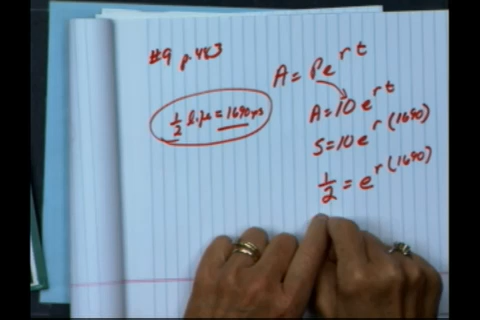 #9 p 483
A = Pe^rt
½ life = 1690 yrs
A = 10 e^rt
5 = 10 e^r(1690)
½ = e^r(1690)